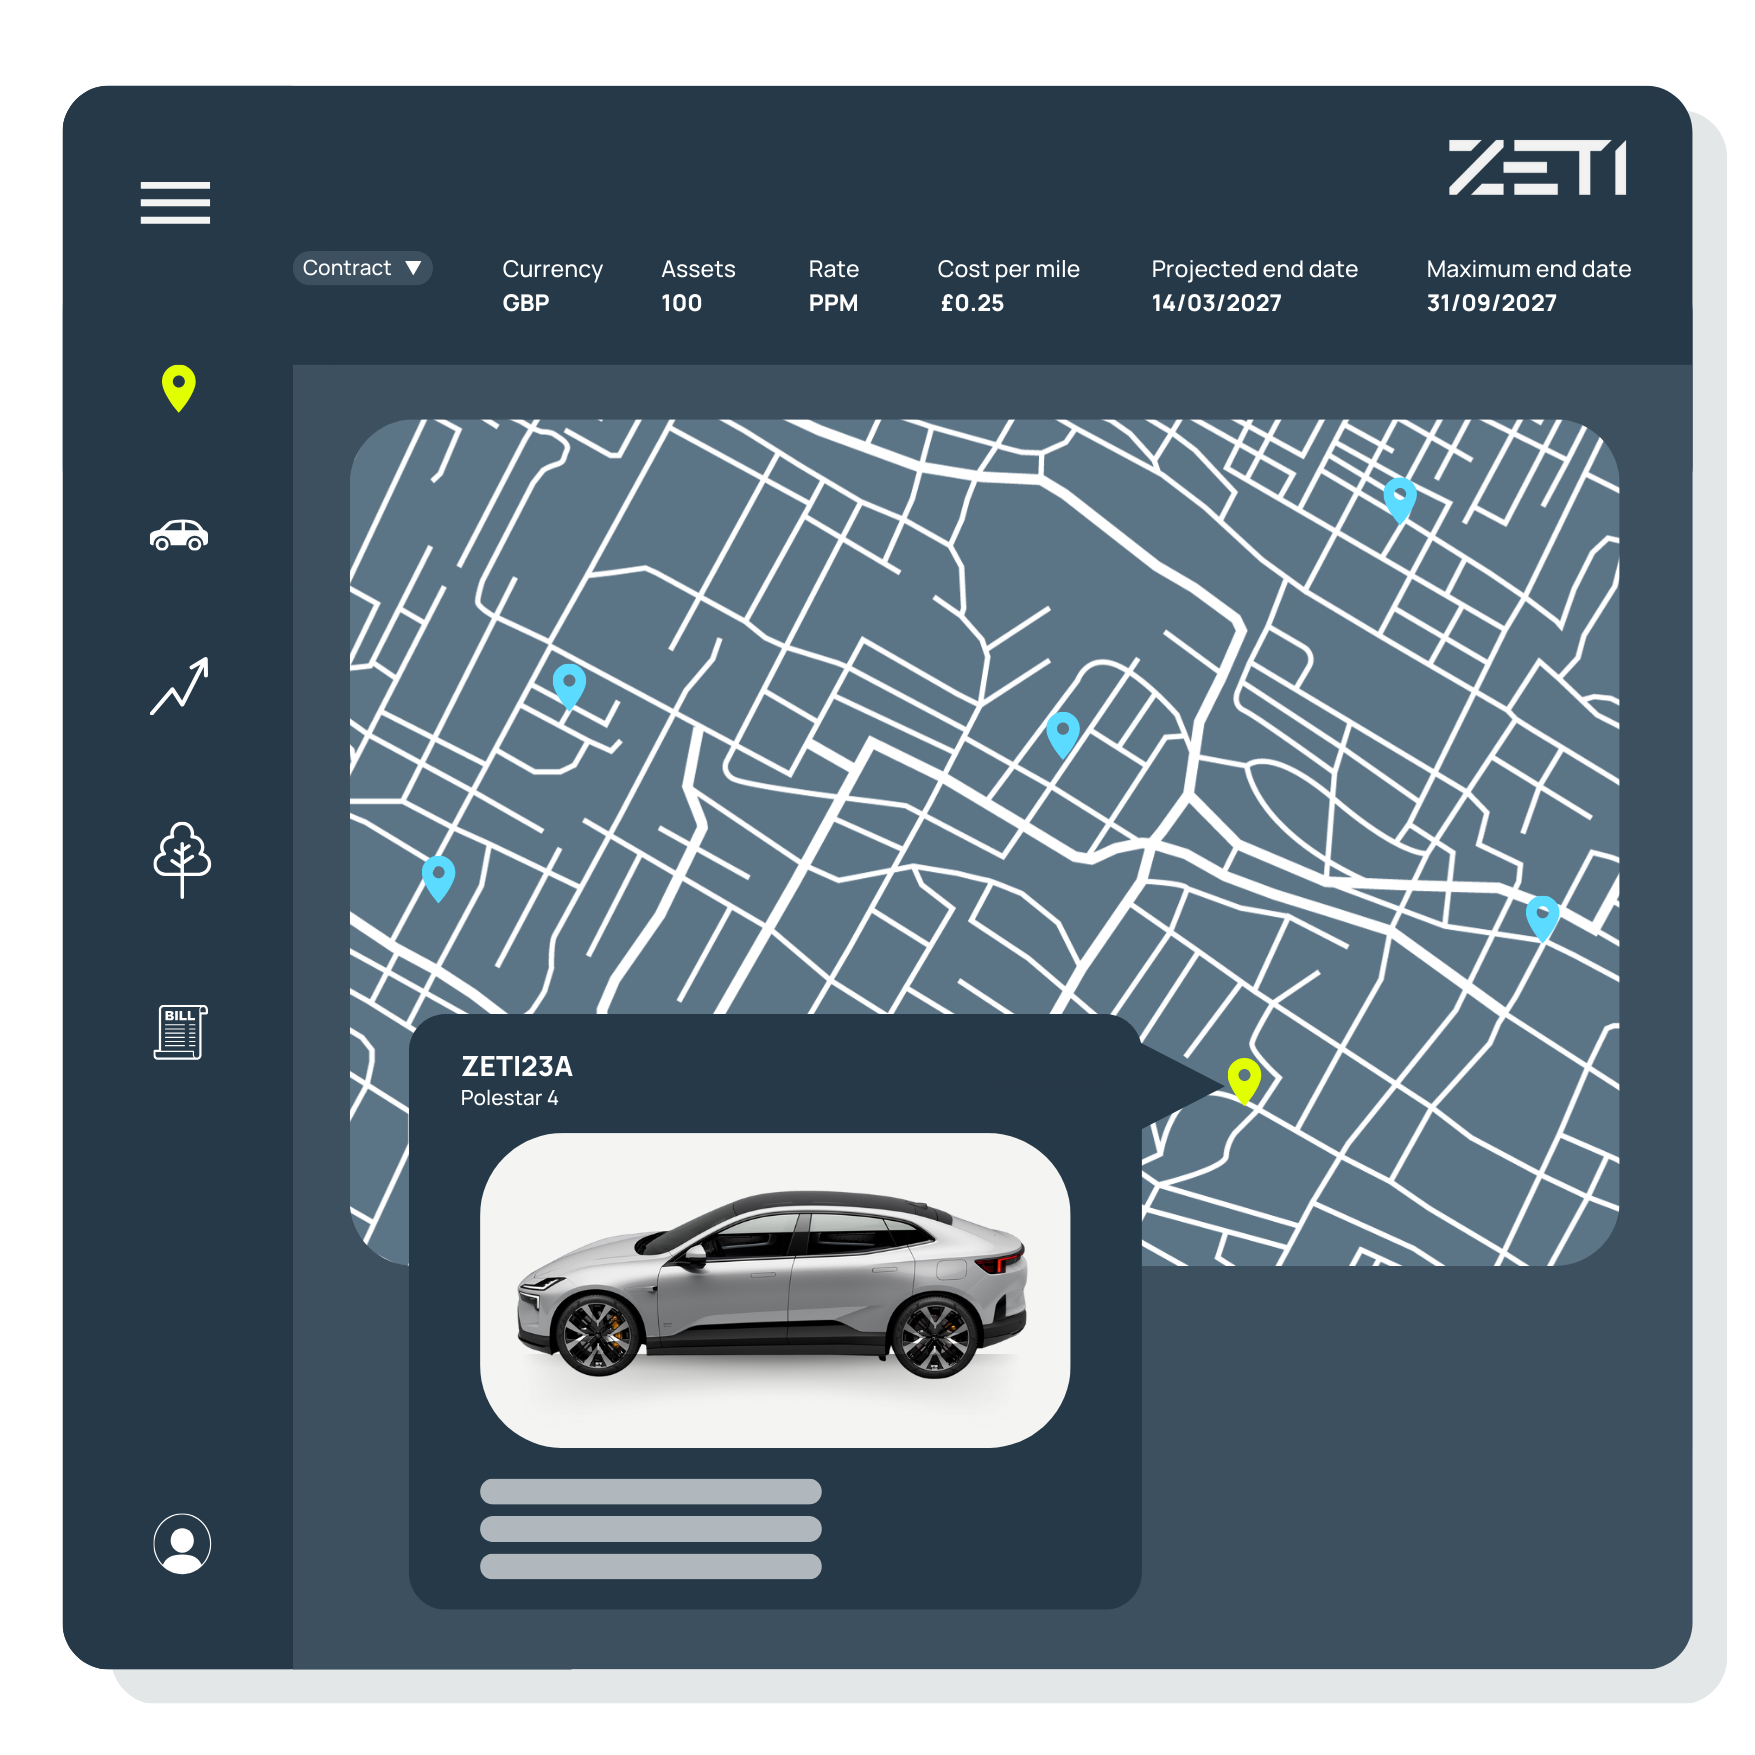 ZETI
Contract
Currency Assets Rate Cost per mile Projected end date Maximum end date
GBP 100 PPM £0.25 14/03/2027 31/09/2027
BILL
ZETI23A
Polestar 4